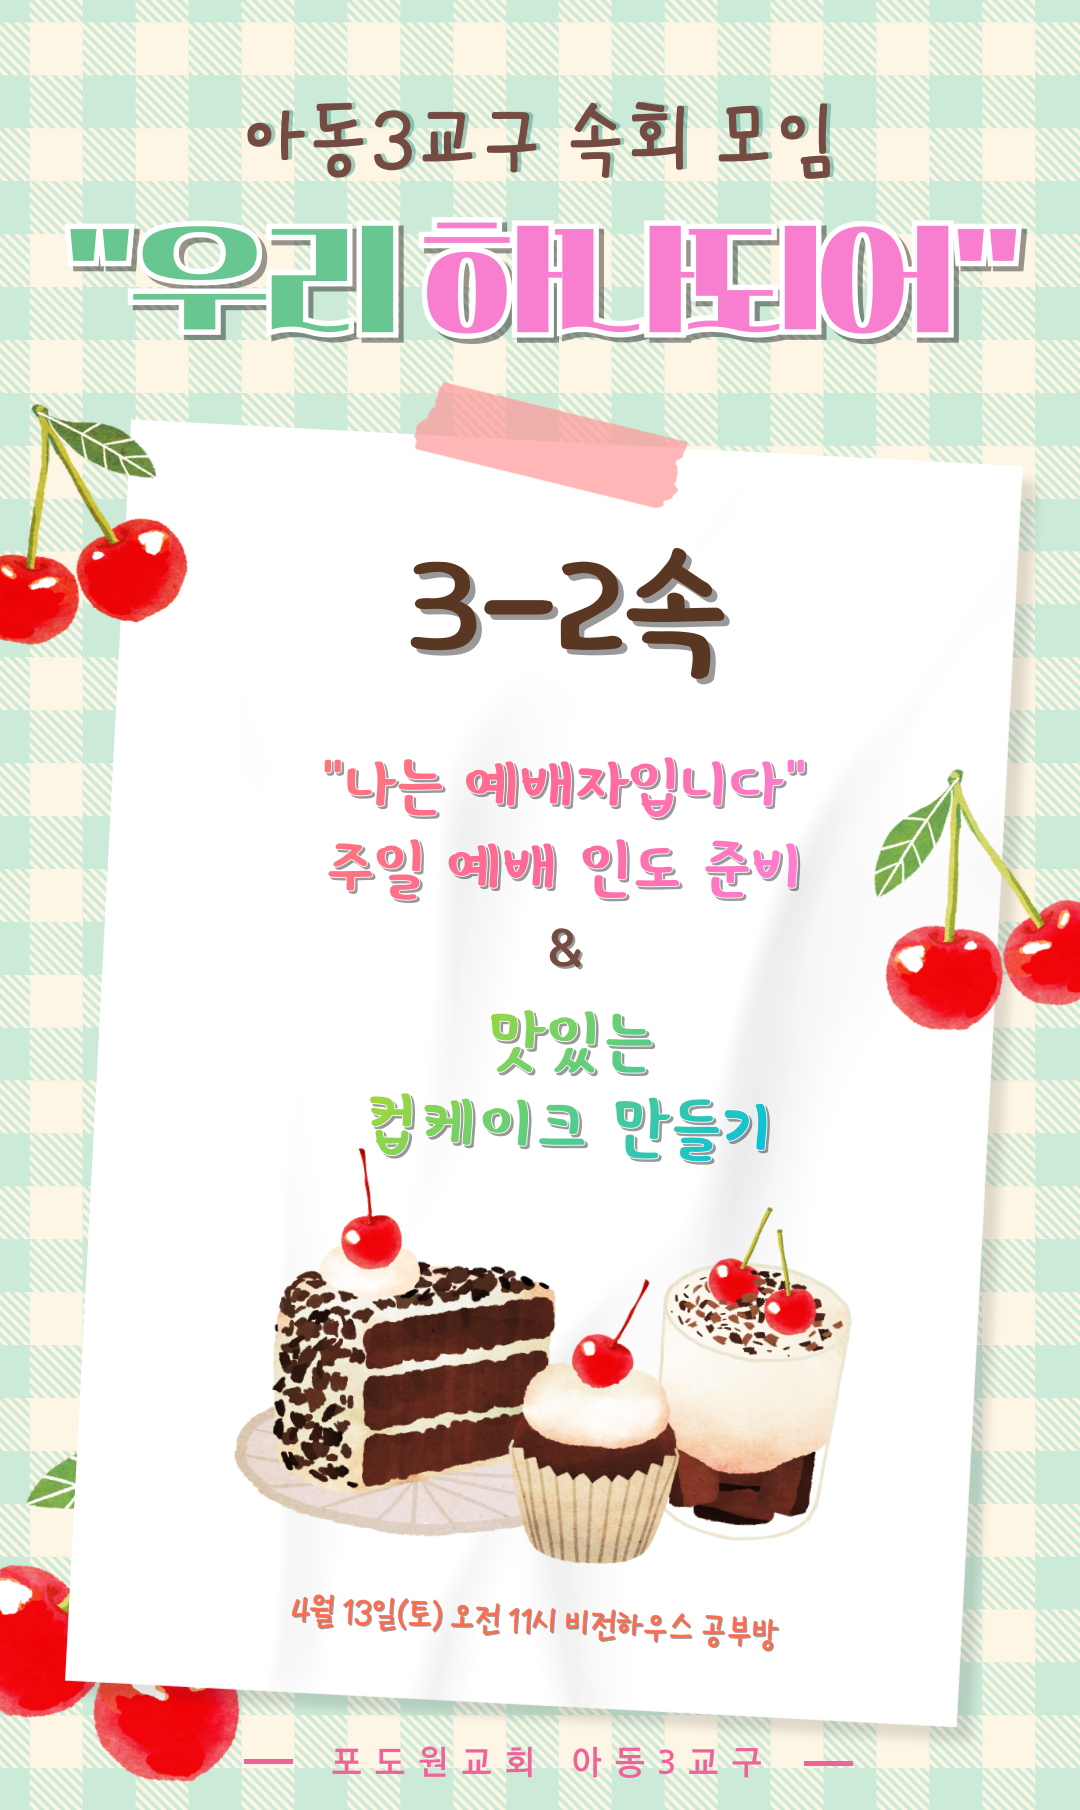 아동3교구 속회 모임
"우리 하나되어"
3-2속
"나는 예배자입니다"
주일 예배 인도 준비
&
맛있는
컵케이크 만들기
4월 13일(토) 오전 11시 비전하우스 공부방
포도원교회 아동3교구